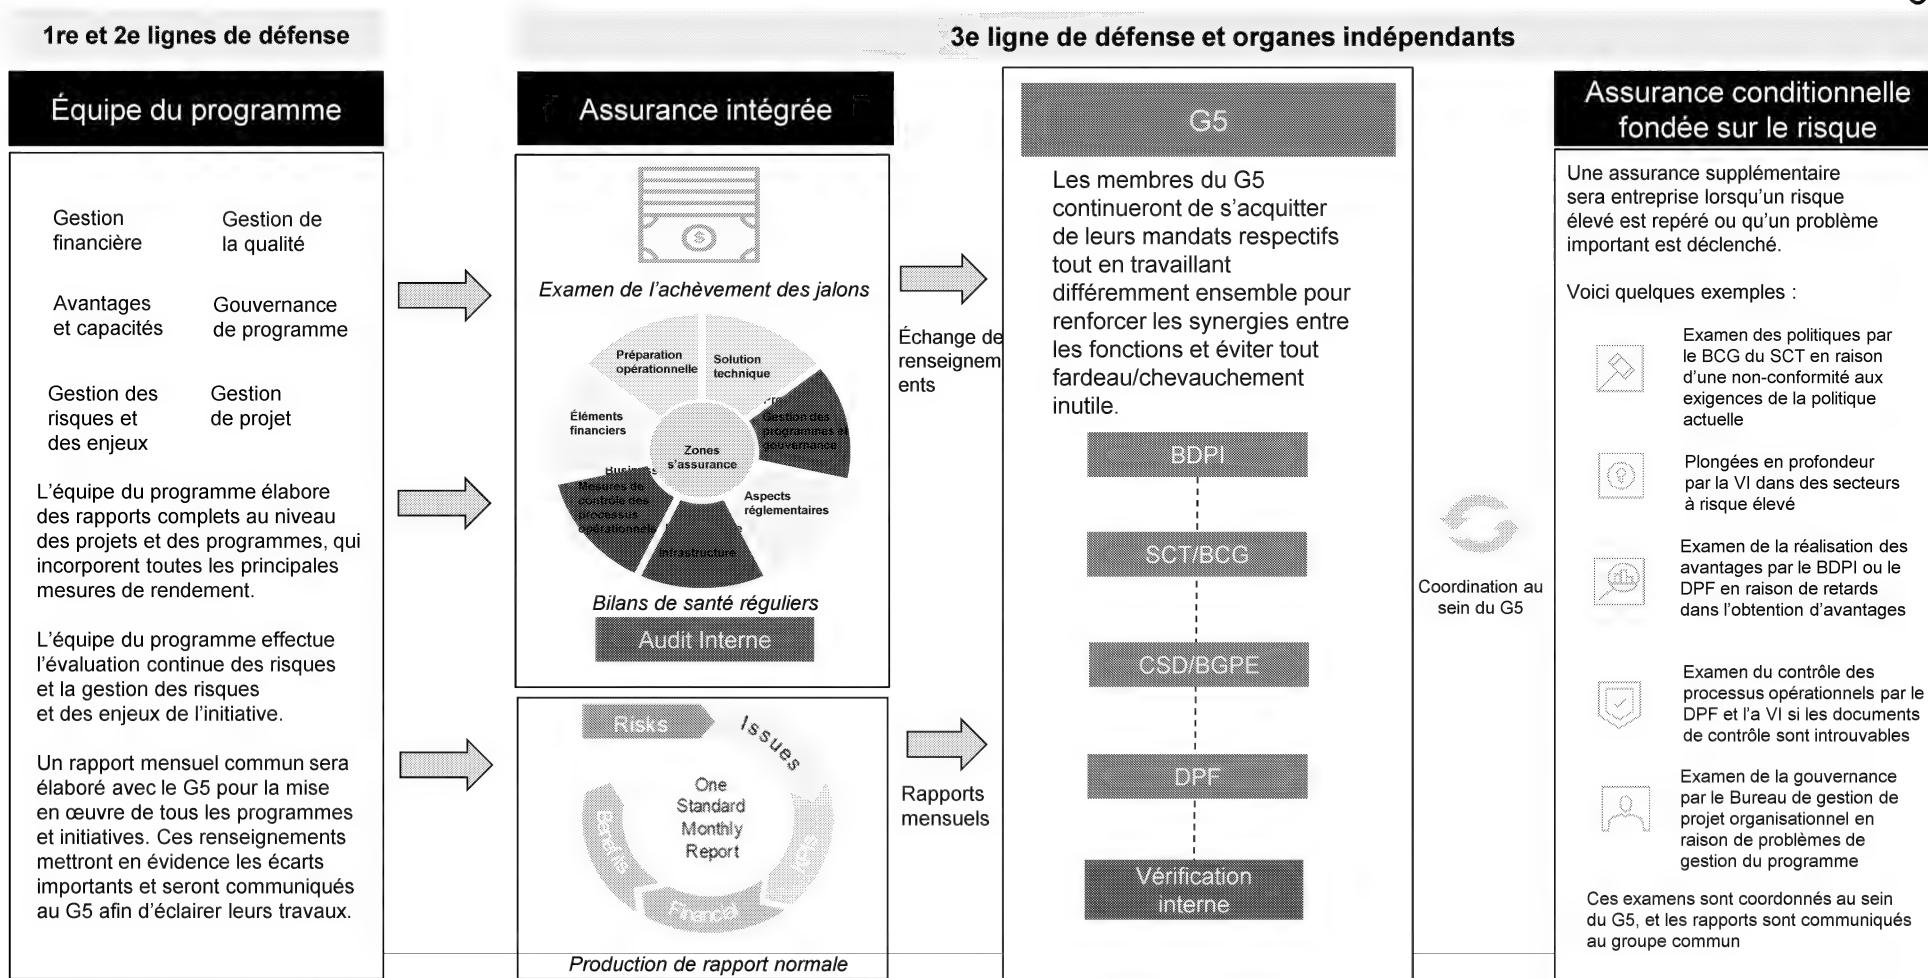 1re et 2e lignes de défense
3e ligne de défense et organes indépendants
Équipe du programme
Gestion
financière
Gestion de
la qualité
Avantages
et capacités
Gouvernance
de programme
Gestion des
risques et
des enjeux
Gestion
de projet
L'équipe du programme élabore
des rapports complets au niveau
des projets et des programmes, qui
incorporent toutes les principales
mesures de rendement.
L'équipe du programme effectue
l'évaluation continue des risques
et la gestion des risques
et des enjeux de l'initiative.
Un rapport mensuel commun sera
élaboré avec le G5 pour la mise
en œuvre de tous les programmes
et initiatives. Ces renseignements
mettront en évidence les écarts
importants et seront communiqués
au G5 afin d'éclairer leurs travaux.
Assurance intégrée
Examen de l'achèvement des jalons
Préparation
opérationnelle
Solution
technique
Éléments
financiers
Gestion des
programmes et
gouvernance
Zones
s'assurance
Business
Mesures de
contrôle des
processus
opérationnels
Aspects
réglementaires
Infrastructure
Bilans de santé réguliers
Audit Interne
Risks
Issues
One
Standard
Monthly
Report
Benefits
KPIs
Financial
Production de rapport normale
Échange de
renseignem
ents
Rapports
mensuels
G5
Les membres du G5
continueront de s'acquitter
de leurs mandats respectifs
tout en travaillant
différemment ensemble pour
renforcer les synergies entre
les fonctions et éviter tout
fardeau/chevauchement
inutile.
BDPI
SCT/BCG
CSD/BGPE
DPF
Vérification
interne
Coordination au
sein du G5
Assurance conditionnelle
fondée sur le risque
Une assurance supplémentaire
sera entreprise lorsqu'un risque
élevé est repéré ou qu'un problème
important est déclenché.
Voici quelques exemples :
Examen des politiques par
le BCG du SCT en raison
d'une non-conformité aux
exigences de la politique
actuelle
Plongées en profondeur
par la VI dans des secteurs
à risque élevé
Examen de la réalisation des
avantages par le BDPI ou le
DPF en raison de retards
dans l'obtention d'avantages
Examen du contrôle des
processus opérationnels par le
DPF et l'a VI si les documents
de contrôle sont introuvables
Examen de la gouvernance
par le Bureau de gestion de
projet organisationnel en
raison de problèmes de
gestion du programme
Ces examens sont coordonnés au sein
du G5, et les rapports sont communiqués
au groupe commun